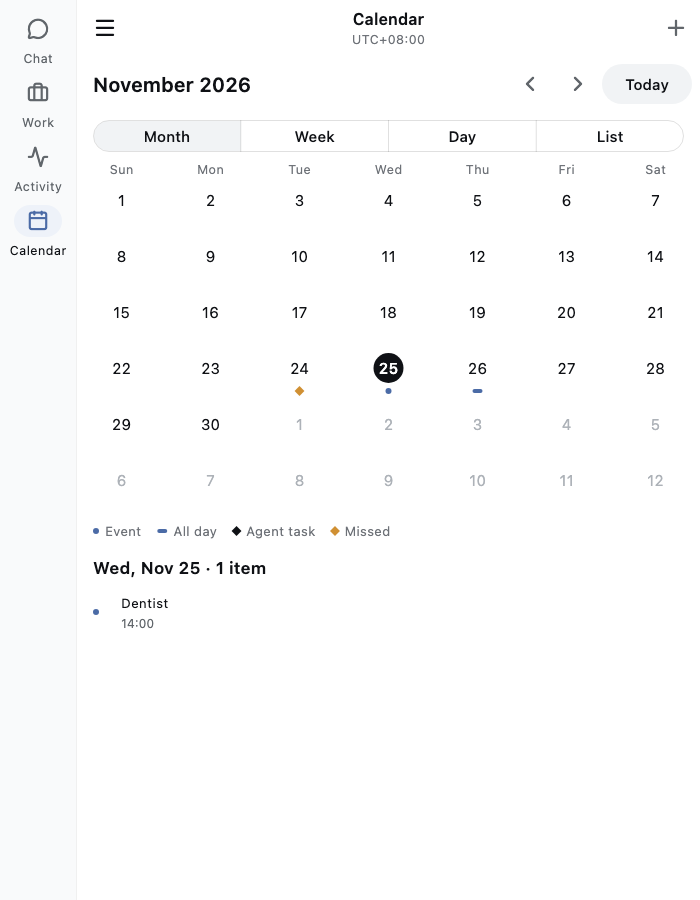 Chat
Work
Activity
Calendar
Calendar
UTC+08:00
November 2026
Today
Month Week Day List
Sun Mon Tue Wed Thu Fri Sat
1 2 3 4 5 6 7
8 9 10 11 12 13 14
15 16 17 18 19 20 21
22 23 24 25 26 27 28
29 30 1 2 3 4 5
6 7 8 9 10 11 12
Event All day Agent task Missed
Wed, Nov 25 · 1 item
Dentist
14:00